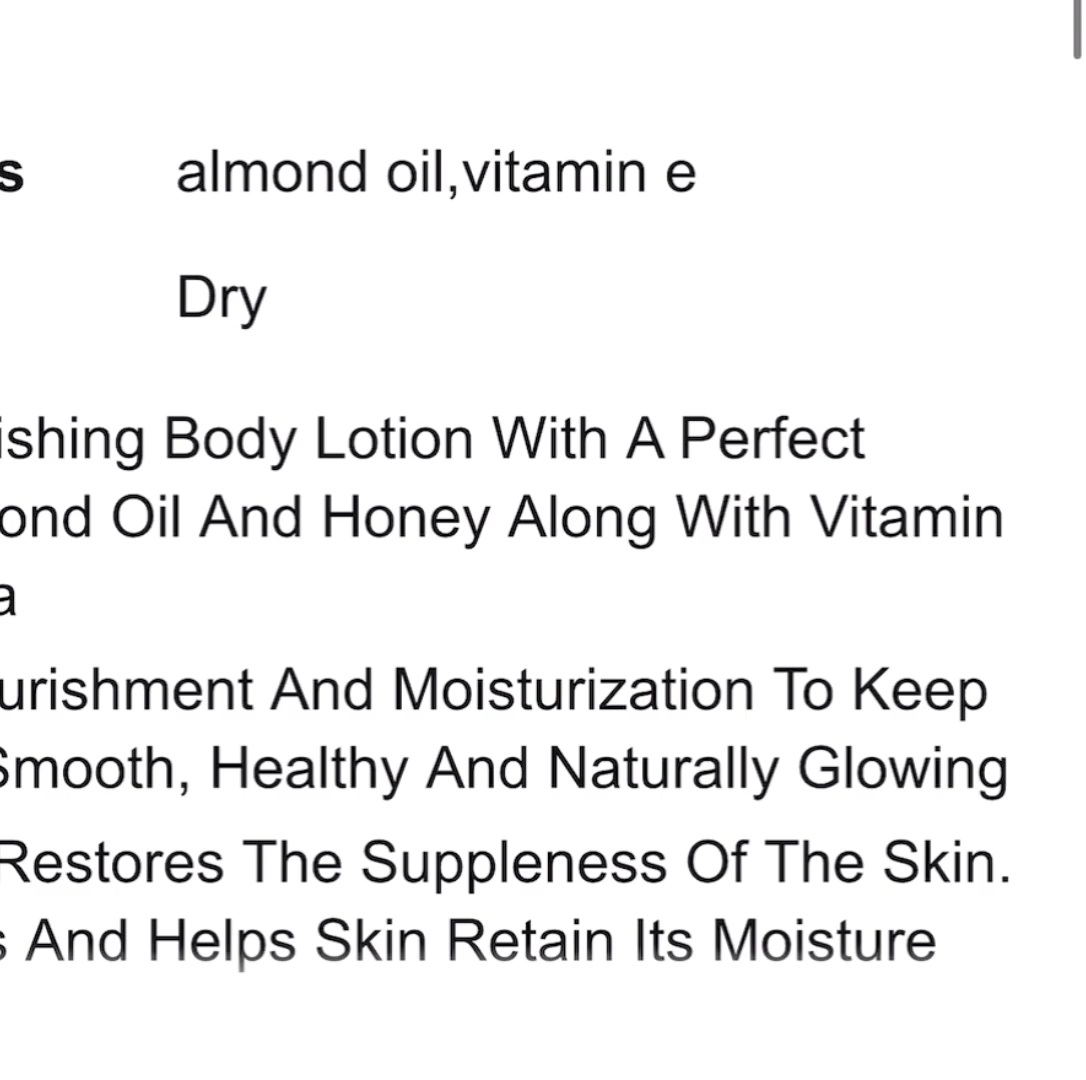 s almond oil,vitamin e
Dry
ishing Body Lotion With A Perfect
ond Oil And Honey Along With Vitamin
a
urishment And Moisturization To Keep
Smooth, Healthy And Naturally Glowing
Restores The Suppleness Of The Skin.
s And Helps Skin Retain Its Moisture